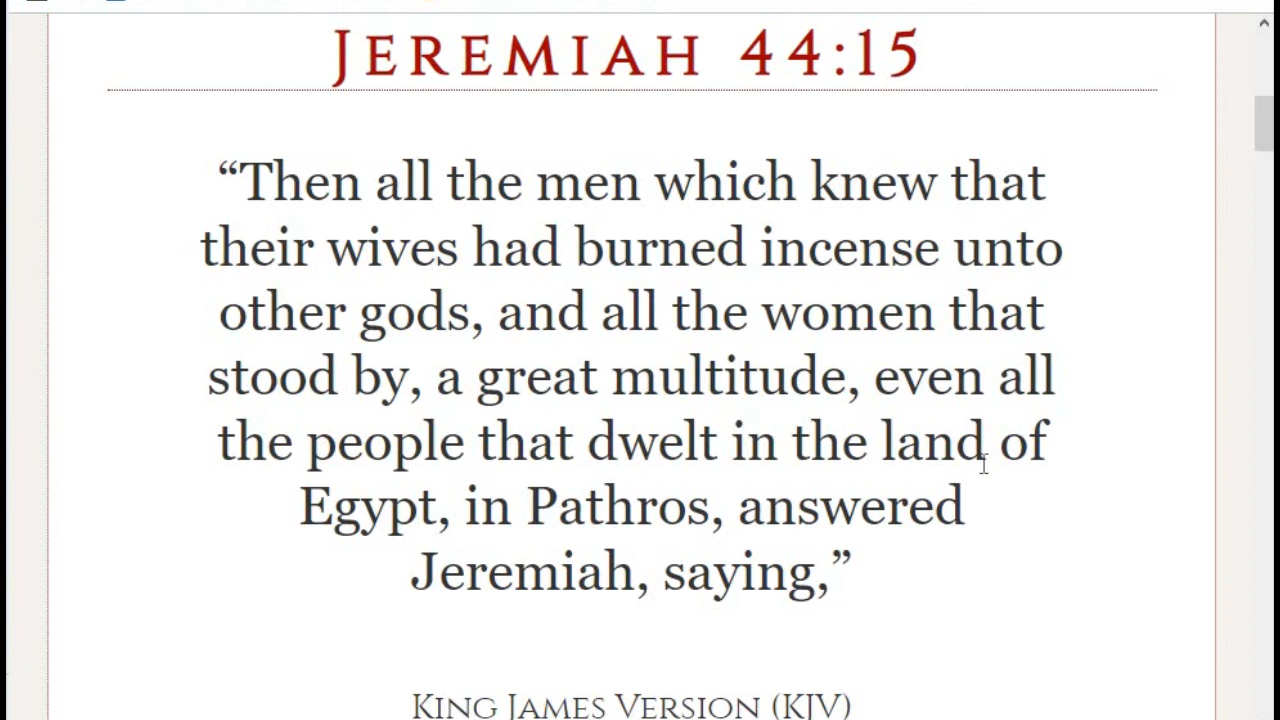 Jeremiah 44:15
“Then all the men which knew that
their wives had burned incense unto
other gods, and all the women that
stood by, a great multitude, even all
the people that dwelt in the land of
Egypt, in Pathros, answered
Jeremiah, saying,”
King James Version (KJV)